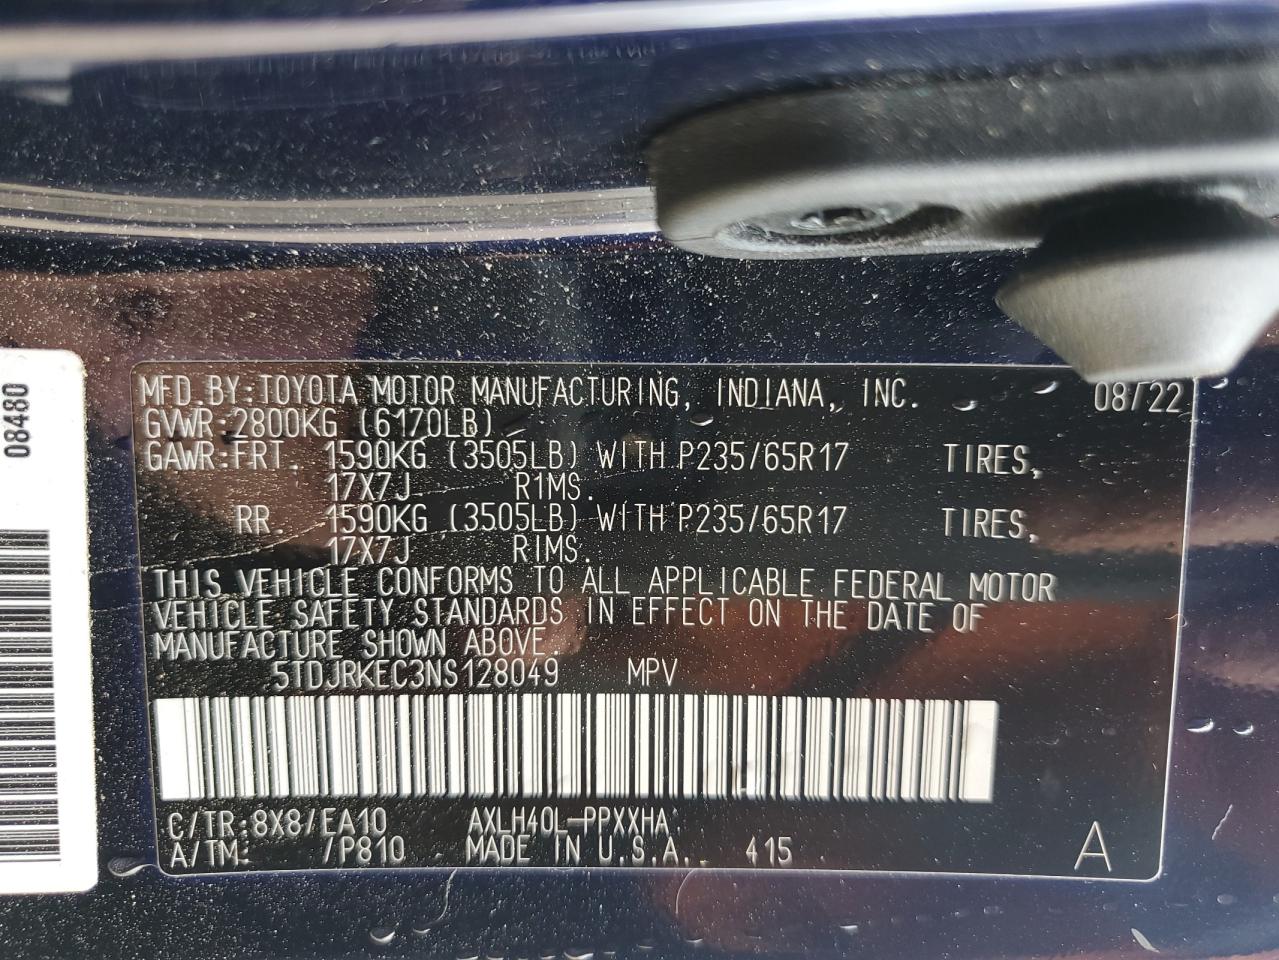 MFD.BY:TOYOTA MOTOR MANUFACTURING, INDIANA, INC. 08/22
GVWR:2800KG (6170LB)
GAWR:FRT. 1590KG (3505LB) WITH P235/65R17 TIRES,
17X7J RIMS.
RR. 1590KG (3505LB) WITH P235/65R17 TIRES,
17X7J RIMS.
THIS VEHICLE CONFORMS TO ALL APPLICABLE FEDERAL MOTOR
VEHICLE SAFETY STANDARDS IN EFFECT ON THE DATE OF
MANUFACTURE SHOWN ABOVE.
5TDJRKEC3NS128049 MPV
C/TR:8X8/EA10 AXLH40L-PPXXHA
A/TM: /P810 MADE IN U.S.A. 415 A
08480